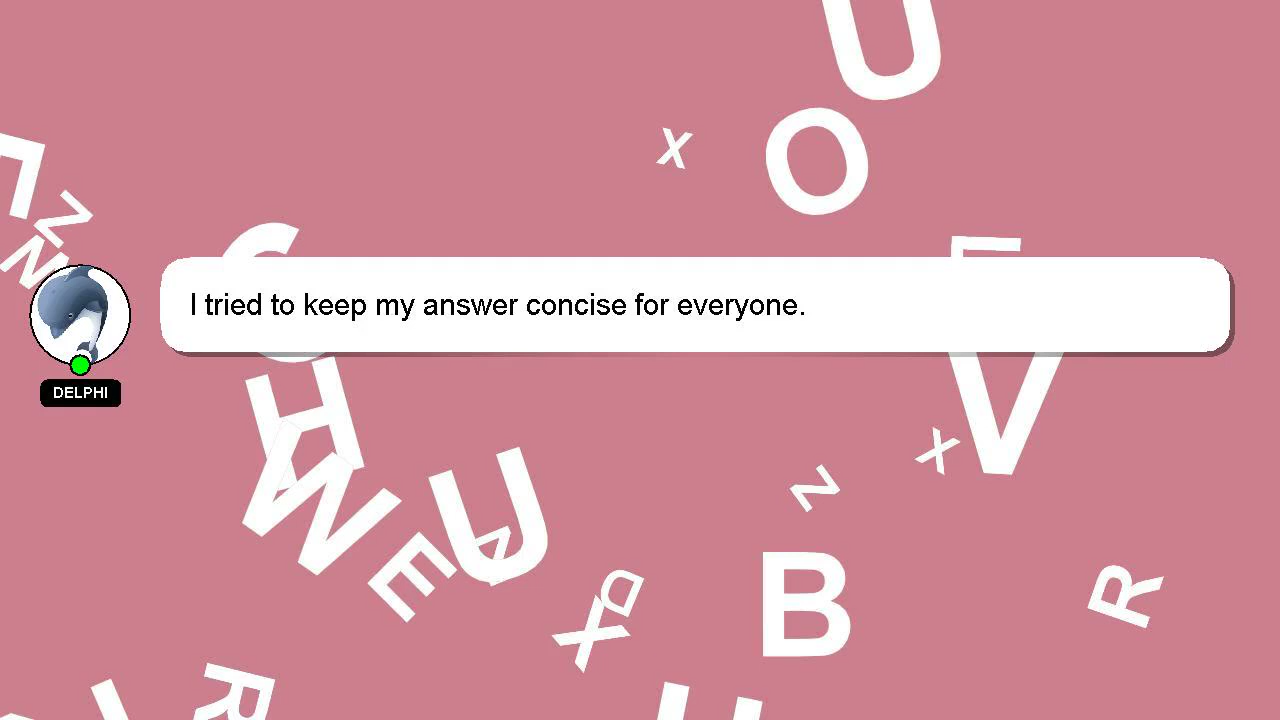 I tried to keep my answer concise for everyone.
DELPHI
U
O
X
Z
N
V
X
H
W
E
U
Z
D
X
B
R
R